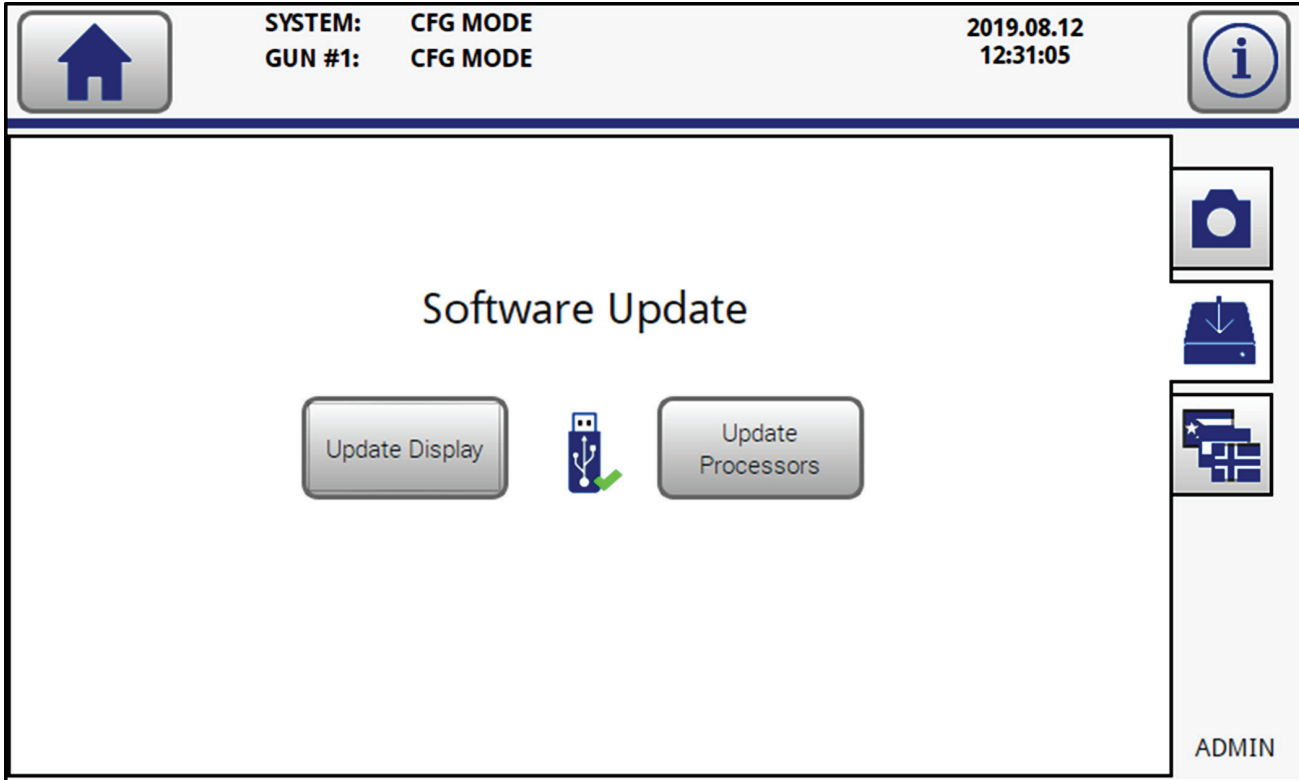 SYSTEM: CFG MODE
GUN #1: CFG MODE
2019.08.12
12:31:05
i
Software Update
Update Display
Update
Processors
ADMIN